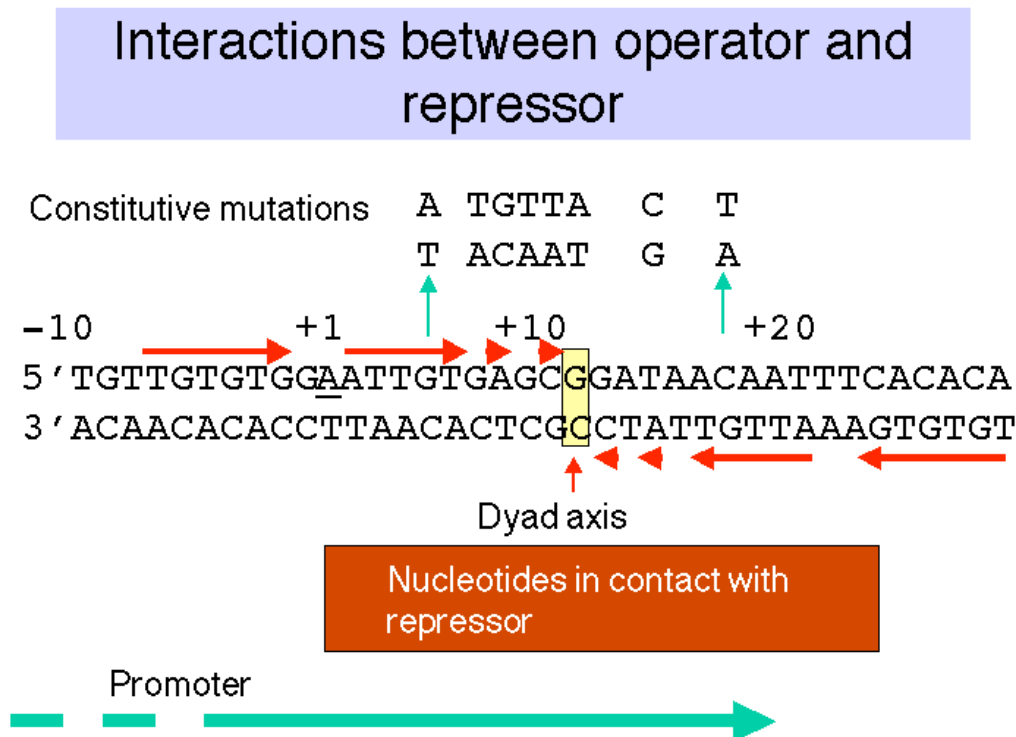 Interactions between operator and
repressor
Constitutive mutations A TGTTA C T
T ACAAT G A
-10 +1 +10 +20
5'TGTTGTGTGGAATTGTGAGCGGATAACAATTTCACACA
3'ACAACACACCTTAACACTCGCCTATTGTTAAAGTGTGT
Dyad axis
Nucleotides in contact with
repressor
Promoter